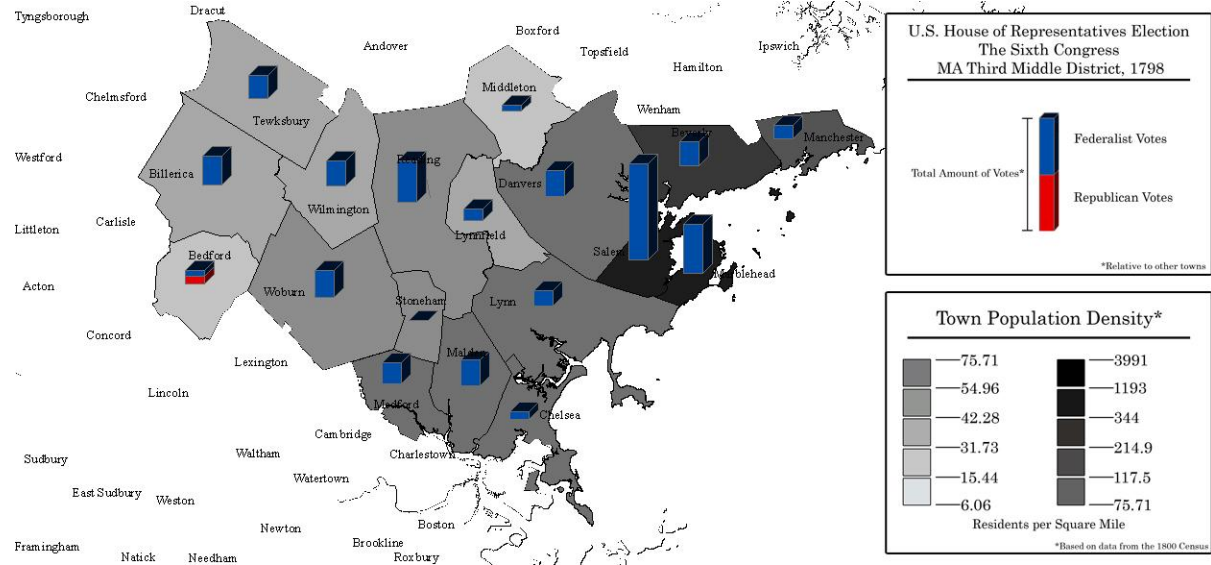 Tyngsborough
Dracut
Andover
Boxford
Topsfield
Ipswich
Hamilton
Chelmsford
Middleton
Wenham
Tewksbury
Beverly
Manchester
Westford
Billerica
Reading
Danvers
Wilmington
Carlisle
Littleton
Lynnfield
Salem
Bedford
Marblehead
Acton
Woburn
Stoneham
Lynn
Concord
Lexington
Malden
Lincoln
Medford
Chelsea
Cambridge
Charlestown
Waltham
Sudbury
Watertown
East Sudbury
Weston
Boston
Newton
Brookline
Framingham
Natick
Needham
Roxbury
U.S. House of Representatives Election
The Sixth Congress
MA Third Middle District, 1798
Federalist Votes
Total Amount of Votes*
Republican Votes
*Relative to other towns
Town Population Density*
75.71
54.96
42.28
31.73
15.44
6.06
3991
1193
344
214.9
117.5
75.71
Residents per Square Mile
*Based on data from the 1800 Census